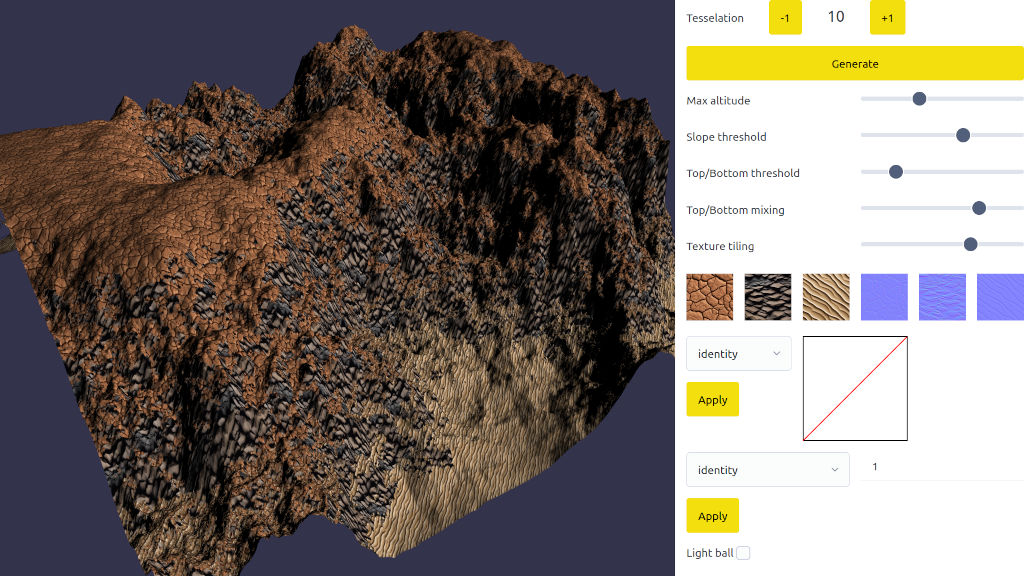 Tesselation -1 10 +1
Generate
Max altitude
Slope threshold
Top/Bottom threshold
Top/Bottom mixing
Texture tiling
identity
Apply
identity 1
Apply
Light ball